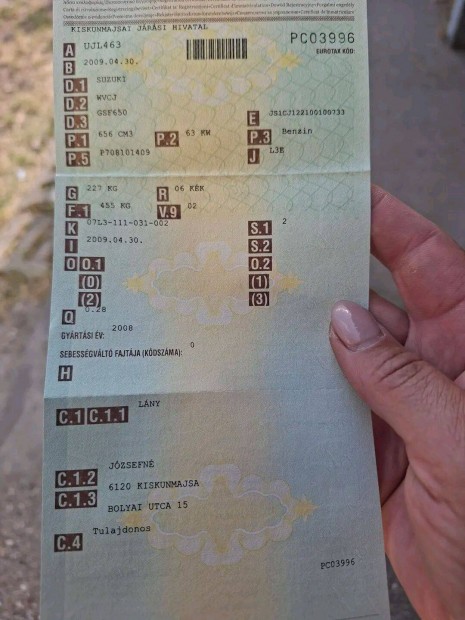 KISKUNMAJSAI JÁRÁSI HIVATAL
PC03996
EUROTAX KÓD:
A UJL463
B 2009.04.30.
D.1 SUZUKI
D.2 WVCJ
D.3 GSF650
E JS1CJ122100100733
P.1 656 CM3 P.2 63 KW P.3 Benzin
P.5 P708101409 J L3E
G 227 KG R 06 KÉK
F.1 455 KG V.9 02
K 07L3-111-031-002 S.1 2
I 2009.04.30. S.2
O O.1 O.2
(0) (1)
(2) (3)
Q 0.28
GYÁRTÁSI ÉV: 2008
SEBESSÉGVÁLTÓ FAJTÁJA (KÓDSZÁMA): 0
H
C.1 C.1.1 LÁNY
C.1.2 JÓZSEFNÉ
C.1.3 6120 KISKUNMAJSA
BOLYAI UTCA 15
C.4 Tulajdonos
PC03996